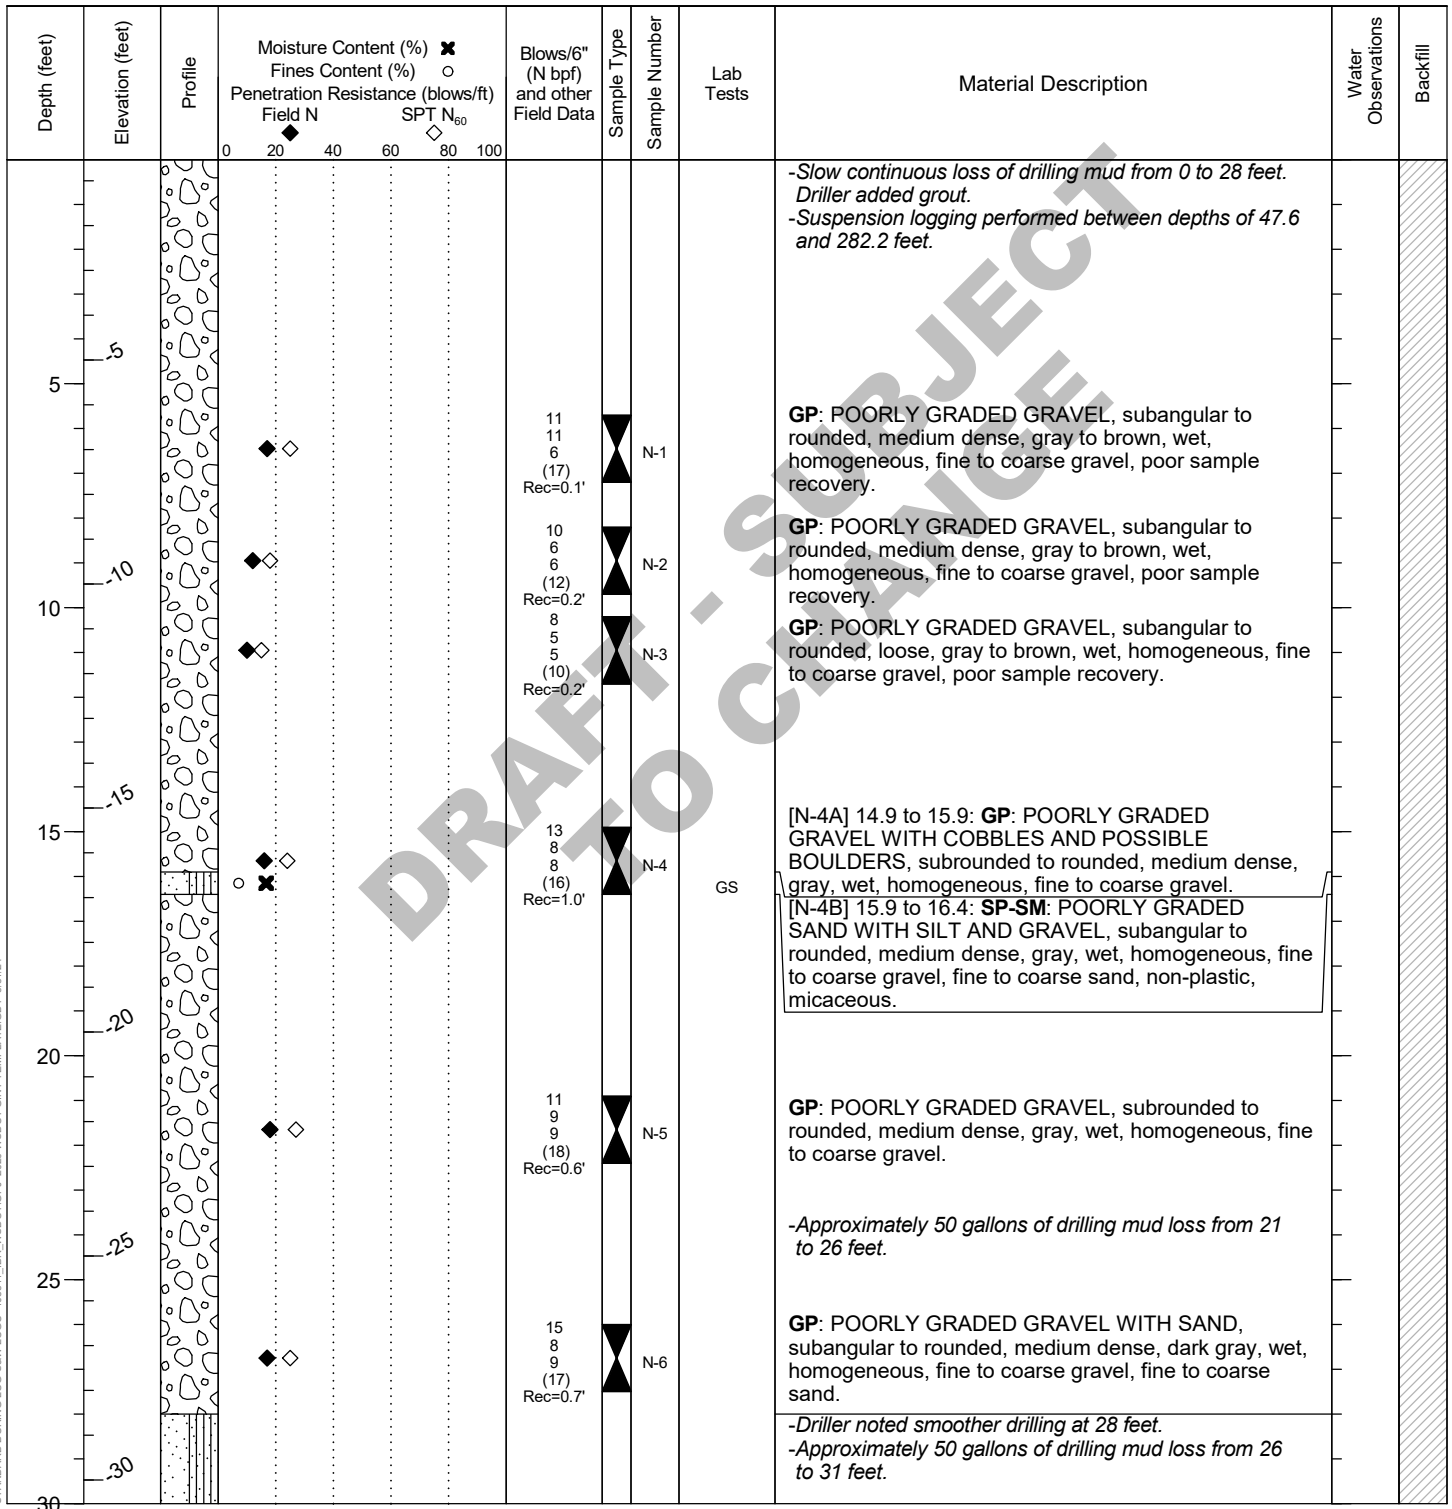 Depth (feet)
Elevation (feet)
Profile
Moisture Content (%)
Fines Content (%)
Penetration Resistance (blows/ft)
Field N SPT N60
0 20 40 60 80 100
Blows/6"
(N bpf)
and other
Field Data
Sample Type
Sample Number
Lab
Tests
Material Description
Water
Observations
Backfill
-Slow continuous loss of drilling mud from 0 to 28 feet.
Driller added grout.
-Suspension logging performed between depths of 47.6
and 282.2 feet.
-5
5
11
11
6
(17)
Rec=0.1'
N-1
GP: POORLY GRADED GRAVEL, subangular to
rounded, medium dense, gray to brown, wet,
homogeneous, fine to coarse gravel, poor sample
recovery.
10
6
6
(12)
Rec=0.2'
N-2
GP: POORLY GRADED GRAVEL, subangular to
rounded, medium dense, gray to brown, wet,
homogeneous, fine to coarse gravel, poor sample
recovery.
-10
10
8
5
5
(10)
Rec=0.2'
N-3
GP: POORLY GRADED GRAVEL, subangular to
rounded, loose, gray to brown, wet, homogeneous, fine
to coarse gravel, poor sample recovery.
-15
15
13
8
8
(16)
Rec=1.0'
N-4
GS
[N-4A] 14.9 to 15.9: GP: POORLY GRADED
GRAVEL WITH COBBLES AND POSSIBLE
BOULDERS, subrounded to rounded, medium dense,
gray, wet, homogeneous, fine to coarse gravel.
[N-4B] 15.9 to 16.4: SP-SM: POORLY GRADED
SAND WITH SILT AND GRAVEL, subangular to
rounded, medium dense, gray, wet, homogeneous, fine
to coarse gravel, fine to coarse sand, non-plastic,
micaceous.
-20
20
11
9
9
(18)
Rec=0.6'
N-5
GP: POORLY GRADED GRAVEL, subrounded to
rounded, medium dense, gray, wet, homogeneous, fine
to coarse gravel.
-Approximately 50 gallons of drilling mud loss from 21
to 26 feet.
-25
25
15
8
9
(17)
Rec=0.7'
N-6
GP: POORLY GRADED GRAVEL WITH SAND,
subangular to rounded, medium dense, dark gray, wet,
homogeneous, fine to coarse gravel, fine to coarse
sand.
-Driller noted smoother drilling at 28 feet.
-Approximately 50 gallons of drilling mud loss from 26
to 31 feet.
-30
30
DRAFT - SUBJECT
TO CHANGE